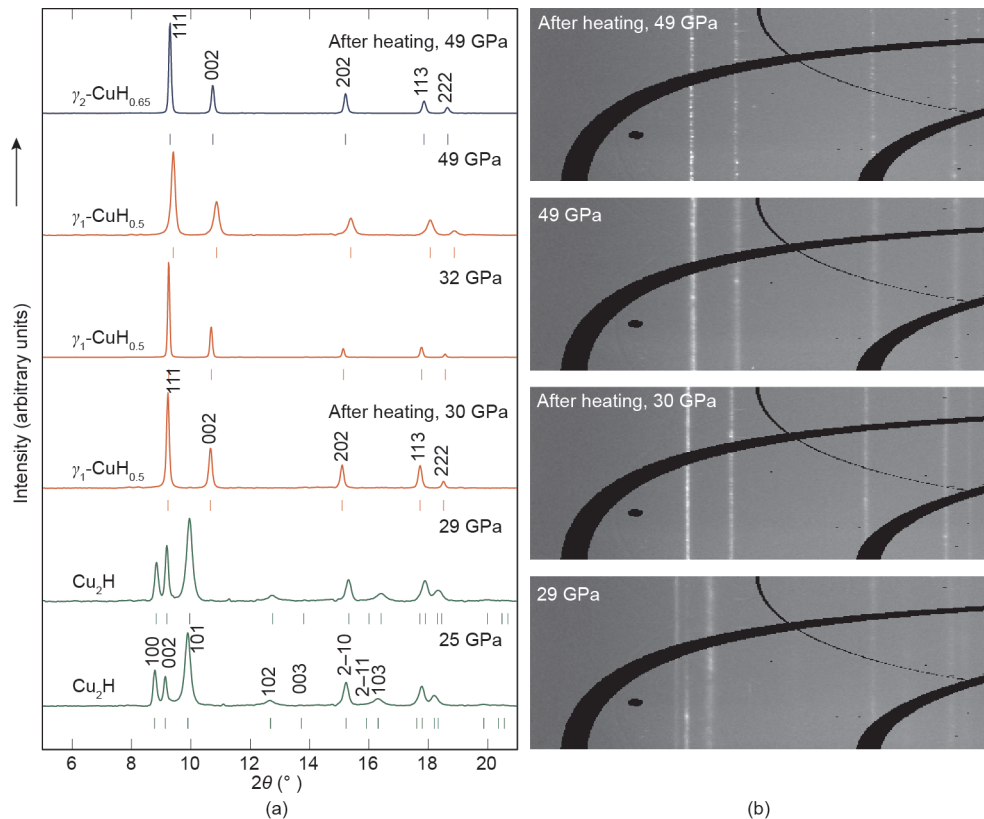 111
After heating, 49 GPa
002
γ₂-CuH₀.₆₅
202
113
222
49 GPa
γ₁-CuH₀.₅
32 GPa
γ₁-CuH₀.₅
111
After heating, 30 GPa
002
202
113
222
γ₁-CuH₀.₅
29 GPa
Cu₂H
25 GPa
100
002
101
Cu₂H
102
003
2–10
2–11
103
Intensity (arbitrary units)
6 8 10 12 14 16 18 20
2θ (°)
(a)
After heating, 49 GPa
49 GPa
After heating, 30 GPa
29 GPa
(b)